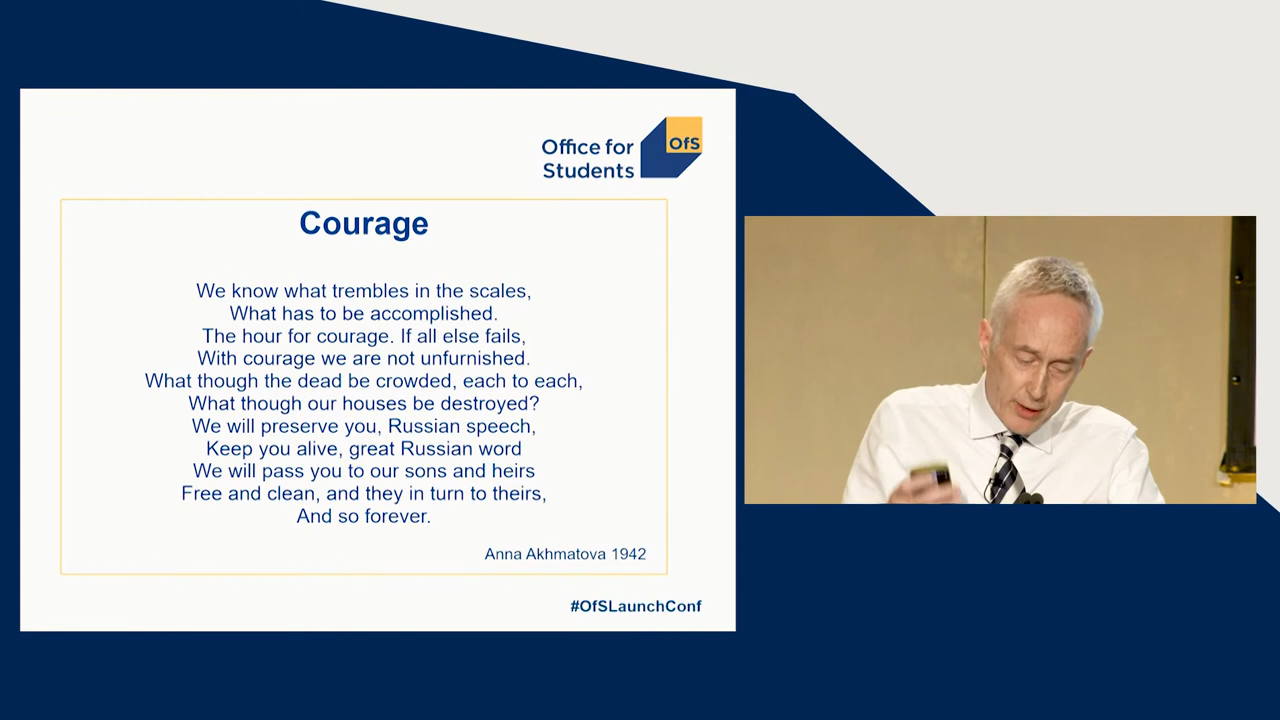 Office for
Students
OfS
Courage
We know what trembles in the scales,
What has to be accomplished.
The hour for courage. If all else fails,
With courage we are not unfurnished.
What though the dead be crowded, each to each,
What though our houses be destroyed?
We will preserve you, Russian speech,
Keep you alive, great Russian word
We will pass you to our sons and heirs
Free and clean, and they in turn to theirs,
And so forever.
Anna Akhmatova 1942
#OfSLaunchConf